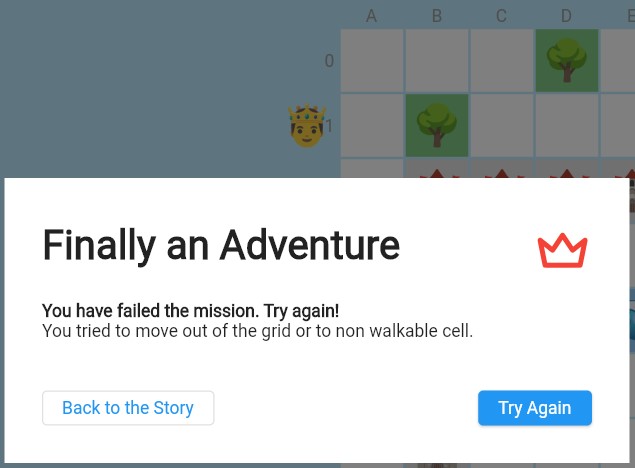 A B C D E
0
1
Finally an Adventure
You have failed the mission. Try again!
You tried to move out of the grid or to non walkable cell.
Back to the Story
Try Again